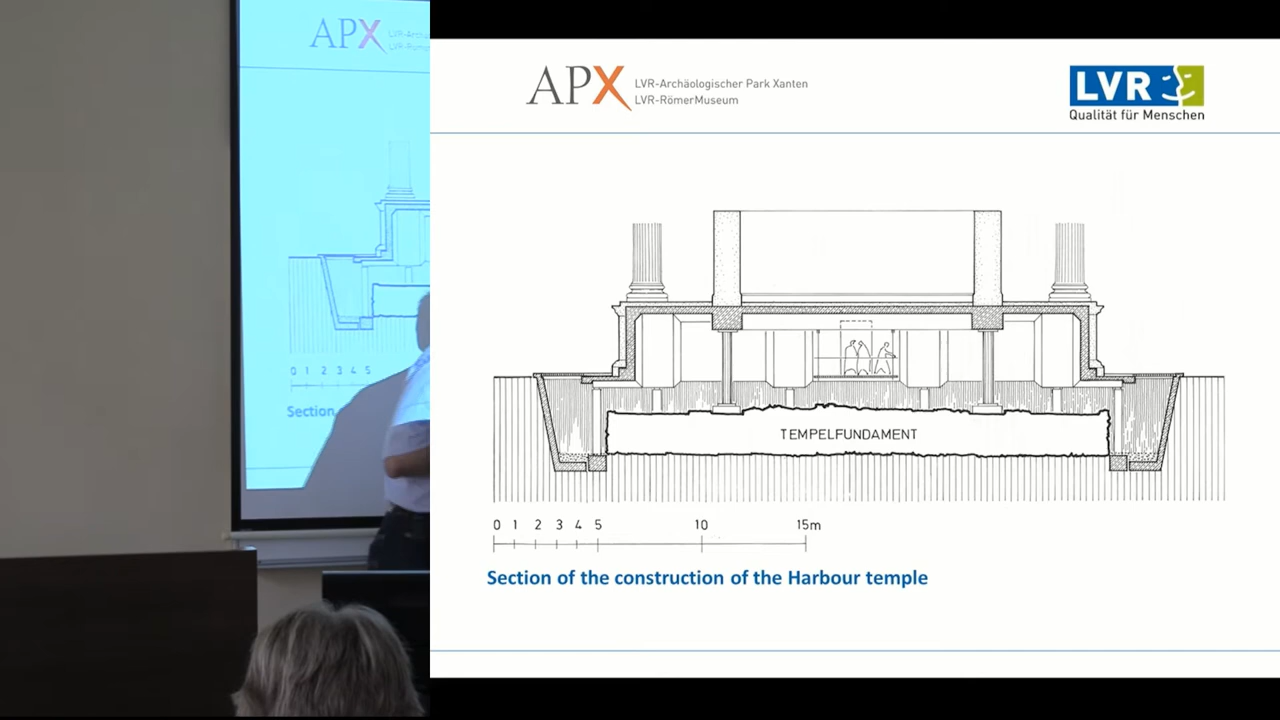 APX
LVR-Archäologischer Park Xanten
LVR-RömerMuseum
LVR
Qualität für Menschen
TEMPELFUNDAMENT
0 1 2 3 4 5 10 15m
Section of the construction of the Harbour temple
APX
0 1 2 3 4 5
Section